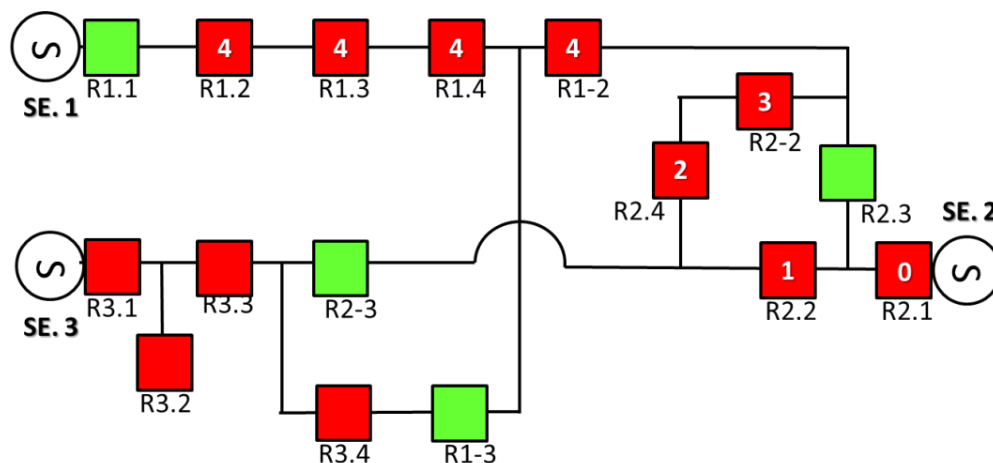 S
4
4
4
4
R1.1
R1.2
R1.3
R1.4
R1-2
SE. 1
3
R2-2
2
R2.4
R2.3
SE. 2
S
R3.1
R3.3
R2-3
SE. 3
1
0
S
R2.2
R2.1
R3.2
R3.4
R1-3